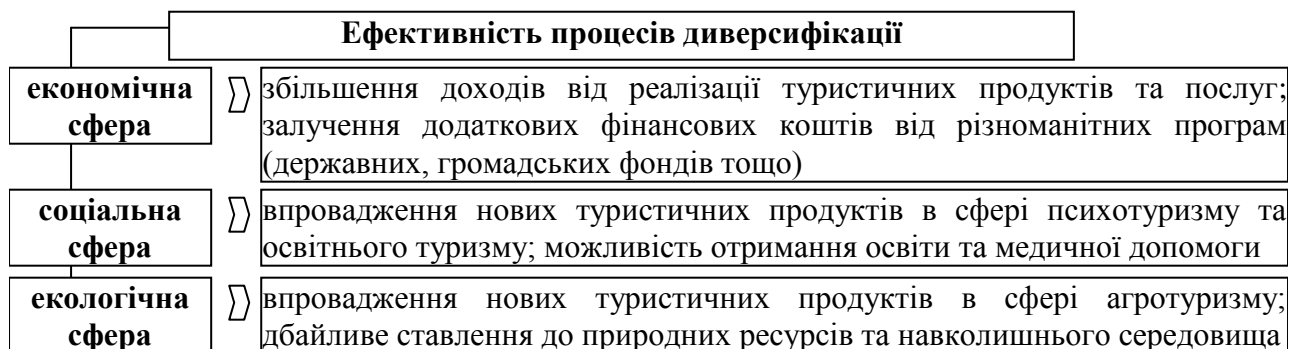 Ефективність процесів диверсифікації
економічна
сфера
збільшення доходів від реалізації туристичних продуктів та послуг;
залучення додаткових фінансових коштів від різноманітних програм
(державних, громадських фондів тощо)
соціальна
сфера
впровадження нових туристичних продуктів в сфері психотуризму та
освітнього туризму; можливість отримання освіти та медичної допомоги
екологічна
сфера
впровадження нових туристичних продуктів в сфері агротуризму;
дбайливе ставлення до природних ресурсів та навколишнього середовища